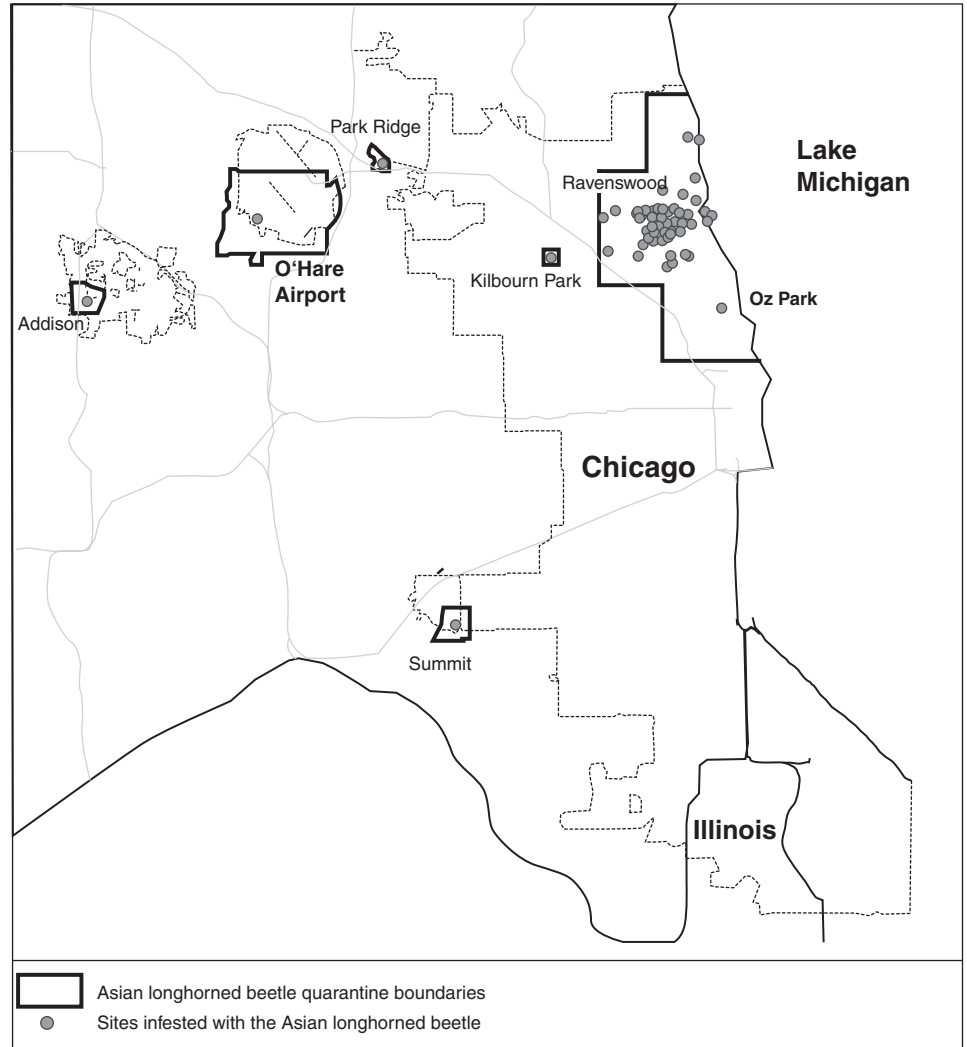 Park Ridge
Lake
Michigan
Ravenswood
O‘Hare
Airport
Kilbourn Park
Oz Park
Addison
Chicago
Summit
Illinois
Asian longhorned beetle quarantine boundaries
Sites infested with the Asian longhorned beetle